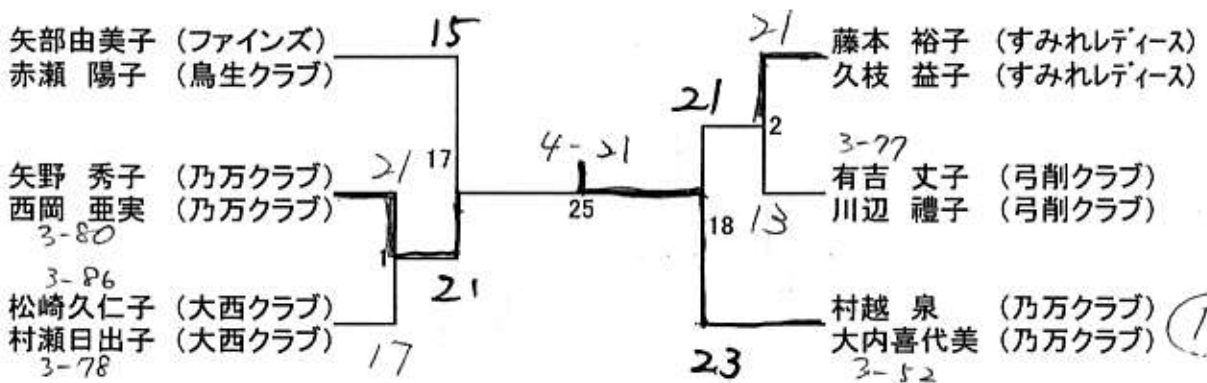 矢部由美子 (ファインズ)
赤瀬 陽子 (鳥生クラブ)
15
矢野 秀子 (乃万クラブ)
西岡 亜実 (乃万クラブ)
3-80
21
17
3-86
松崎久仁子 (大西クラブ)
村瀬日出子 (大西クラブ)
3-78
1
21
17
4-21
25
21
藤本 裕子 (すみれレディース)
久枝 益子 (すみれレディース)
21
2
3-77
有吉 丈子 (弓削クラブ)
川辺 禮子 (弓削クラブ)
18
13
村越 泉 (乃万クラブ)
大内喜代美 (乃万クラブ)
3-52
23
1